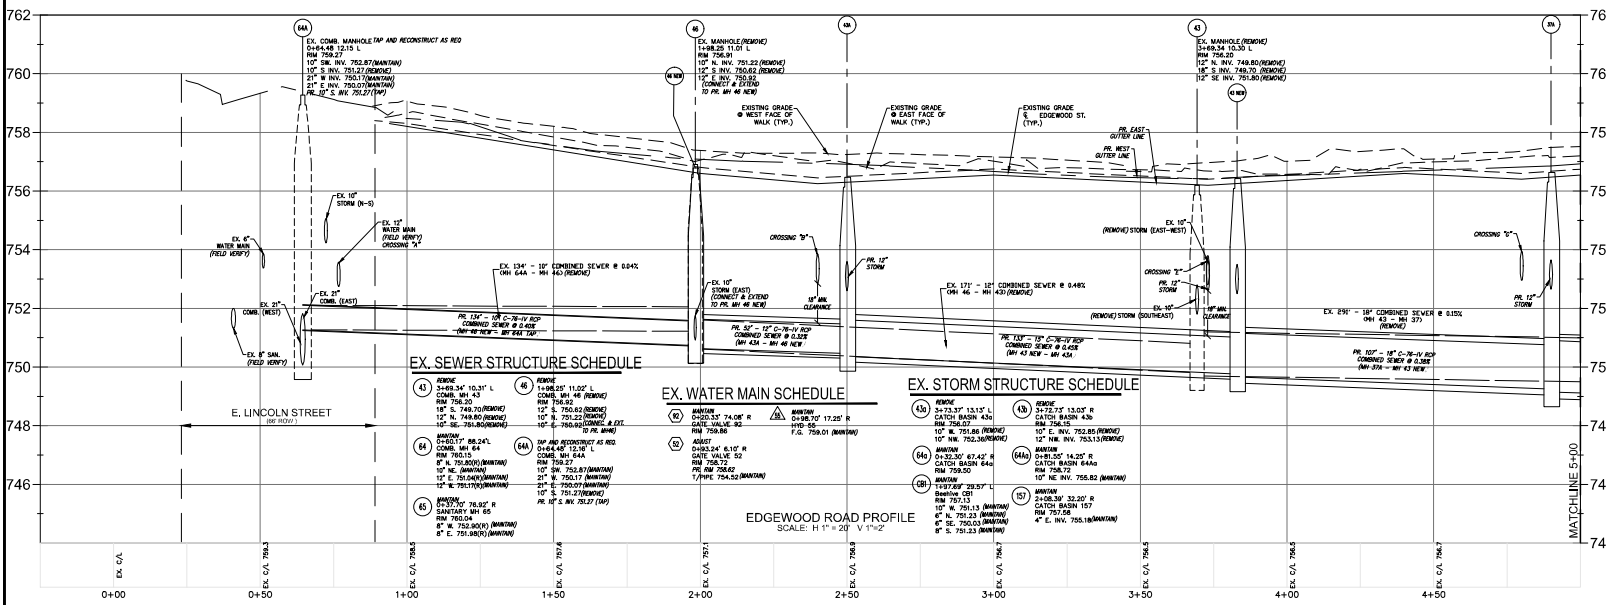 762
760
758
756
754
752
750
748
746
744
76
76
75
75
75
75
75
74
74
74
64A
EX. COMB. MANHOLE TAP AND RECONSTRUCT AS REQ
0+64.48 12.15 L
RIM 759.27
10" SW. INV. 752.87(MAINTAIN)
10" S INV. 751.27(REMOVE)
21" W INV. 750.17(MAINTAIN)
21" E INV. 750.07(MAINTAIN)
PR. 10" S. INV. 751.27(TAP)
46
EX. MANHOLE(REMOVE)
1+98.25 11.01 L
RIM 756.91
10" N. INV. 751.22(REMOVE)
12" S INV. 750.62(REMOVE)
12" E INV. 750.92
(CONNECT & EXTEND
TO PR. MH 46 NEW)
46 NEW
43A
43
EX. MANHOLE(REMOVE)
3+69.34 10.30 L
RIM 756.20
12" N INV. 749.80(REMOVE)
18" S INV. 749.70(REMOVE)
12" SE INV. 751.80(REMOVE)
43 NEW
37A
EXISTING GRADE
@ WEST FACE OF
WALK (TYP.)
EXISTING GRADE
@ EAST FACE OF
WALK (TYP.)
EXISTING GRADE
℄ EDGEWOOD ST.
(TYP.)
PR. EAST
GUTTER LINE
PR. WEST
GUTTER LINE
EX. 10"
STORM (N-S)
EX. 12"
WATER MAIN
(FIELD VERIFY)
CROSSING "A"
EX. 6"
WATER MAIN
(FIELD VERIFY)
EX. 21"
COMB. (WEST)
EX. 21"
COMB. (EAST)
EX. 8" SAN.
(FIELD VERIFY)
EX. 134' - 10' COMBINED SEWER @ 0.04%
(MH 64A - MH 46)(REMOVE)
PR. 134' - 10" C-76-IV RCP
COMBINED SEWER @ 0.40%
(MH 46 NEW - MH 64A TAP)
EX. 10"
STORM (EAST)
(CONNECT & EXTEND
TO PR. MH 46 NEW)
CROSSING "B"
18" MIN.
CLEARANCE
PR. 12"
STORM
PR. 52' - 12" C-76-IV RCP
COMBINED SEWER @ 0.32%
(MH 43A - MH 46 NEW
EX. 171' - 12" COMBINED SEWER @ 0.48%
(MH 46 - MH 43)(REMOVE)
PR. 133' - 15" C-76-IV RCP
COMBINED SEWER @ 0.45%
(MH 43 NEW - MH 43A)
EX. 10"
(REMOVE)STORM (EAST-WEST)
CROSSING "E"
PR. 12"
STORM
EX. 10"
(REMOVE) STORM (SOUTHEAST)
18" MIN.
CLEARANCE
EX. 291' - 18" COMBINED SEWER @ 0.15%
(MH 43 - MH 37)
(REMOVE)
PR. 107' - 18" C-76-IV RCP
COMBINED SEWER @ 0.38%
(MH 37A - MH 43 NEW
CROSSING "C"
PR. 12"
STORM
E. LINCOLN STREET
(66' ROW )
EX. SEWER STRUCTURE SCHEDULE
43
REMOVE
3+69.34' 10.31' L
COMB. MH 43
RIM 756.20
18" S. 749.70(REMOVE)
12" N. 749.80(REMOVE)
10" SE. 751.80(REMOVE)
46
REMOVE
1+98.25' 11.02' L
COMB. MH 46 (REMOVE)
RIM 756.92
12" S. 750.62(REMOVE)
10" N. 751.22(REMOVE)
10" E. 750.92(CONNEC. & EXT.
TO PR. MH46)
64
MAINTAIN
0+60.17' 88.24'L
COMB. MH 64
RIM 760.15
8" N. 751.80(R)(MAINTAIN)
10" NE. (MAINTAIN)
12" E. 751.04(R)(MAINTAIN)
12" W. 751.17(R)(MAINTAIN)
64A
TAP AND RECONSTRUCT AS REQ.
0+64.48' 12.16' L
COMB. MH 64A
RIM 759.27
10" SW. 752.87(MAINTAIN)
21" W. 750.17 (MAINTAIN)
21" E. 750.07(MAINTAIN)
10" S. 751.27(REMOVE)
PR. 10" S. INV. 751.27 (TAP)
65
MAINTAIN
0+37.70' 76.92' R
SANITARY MH 65
RIM 760.04
8" W. 752.90(R) (MAINTAIN)
8" E. 751.98(R)(MAINTAIN)
EX. WATER MAIN SCHEDULE
92
MAINTAIN
0+20.33' 74.08' R
GATE VALVE 92
RIM 759.86
55
MAINTAIN
0+98.70' 17.25' R
HYD 55
F.G. 759.01 (MAINTAIN)
52
ADJUST
0+93.24' 6.10' R
GATE VALVE 52
RIM 758.72
PR. RIM 758.62
T/PIPE 754.52(MAINTAIN)
EX. STORM STRUCTURE SCHEDULE
43a
REMOVE
3+73.37' 13.13' L
CATCH BASIN 43a
RIM 756.07
10" W. 751.86 (REMOVE)
10" NW. 752.36(REMOVE)
43b
REMOVE
3+72.73' 13.03' R
CATCH BASIN 43b
RIM 756.15
10" E. INV. 752.85(REMOVE)
12" NW. INV. 753.13(REMOVE)
64a
MAINTAIN
0+32.30' 67.42' R
CATCH BASIN 64a
RIM 759.50
64Aa
MAINTAIN
0+81.55' 14.25' R
CATCH BASIN 64Aa
RIM 758.72
10" NE INV. 755.82 (MAINTAIN)
CB1
MAINTAIN
1+97.69' 29.57' L
Beehive CB1
RIM 757.13
10" W. 751.13 (MAINTAIN)
6" N. 751.23 (MAINTAIN)
6" SE. 750.03(MAINTAIN)
8" S. 751.23 (MAINTAIN)
157
MAINTAIN
2+08.39' 32.20' R
CATCH BASIN 157
RIM 757.58
4" E. INV. 755.18(MAINTAIN)
EDGEWOOD ROAD PROFILE
SCALE: H 1" = 20' V 1"=2'
MATCHLINE 5+00
EX. C/L
EX. C/L 759.3
EX. C/L 758.5
EX. C/L 757.6
EX. C/L 757.1
EX. C/L 756.9
EX. C/L 756.7
EX. C/L 756.5
EX. C/L 756.5
EX. C/L 756.7
0+00
0+50
1+00
1+50
2+00
2+50
3+00
3+50
4+00
4+50